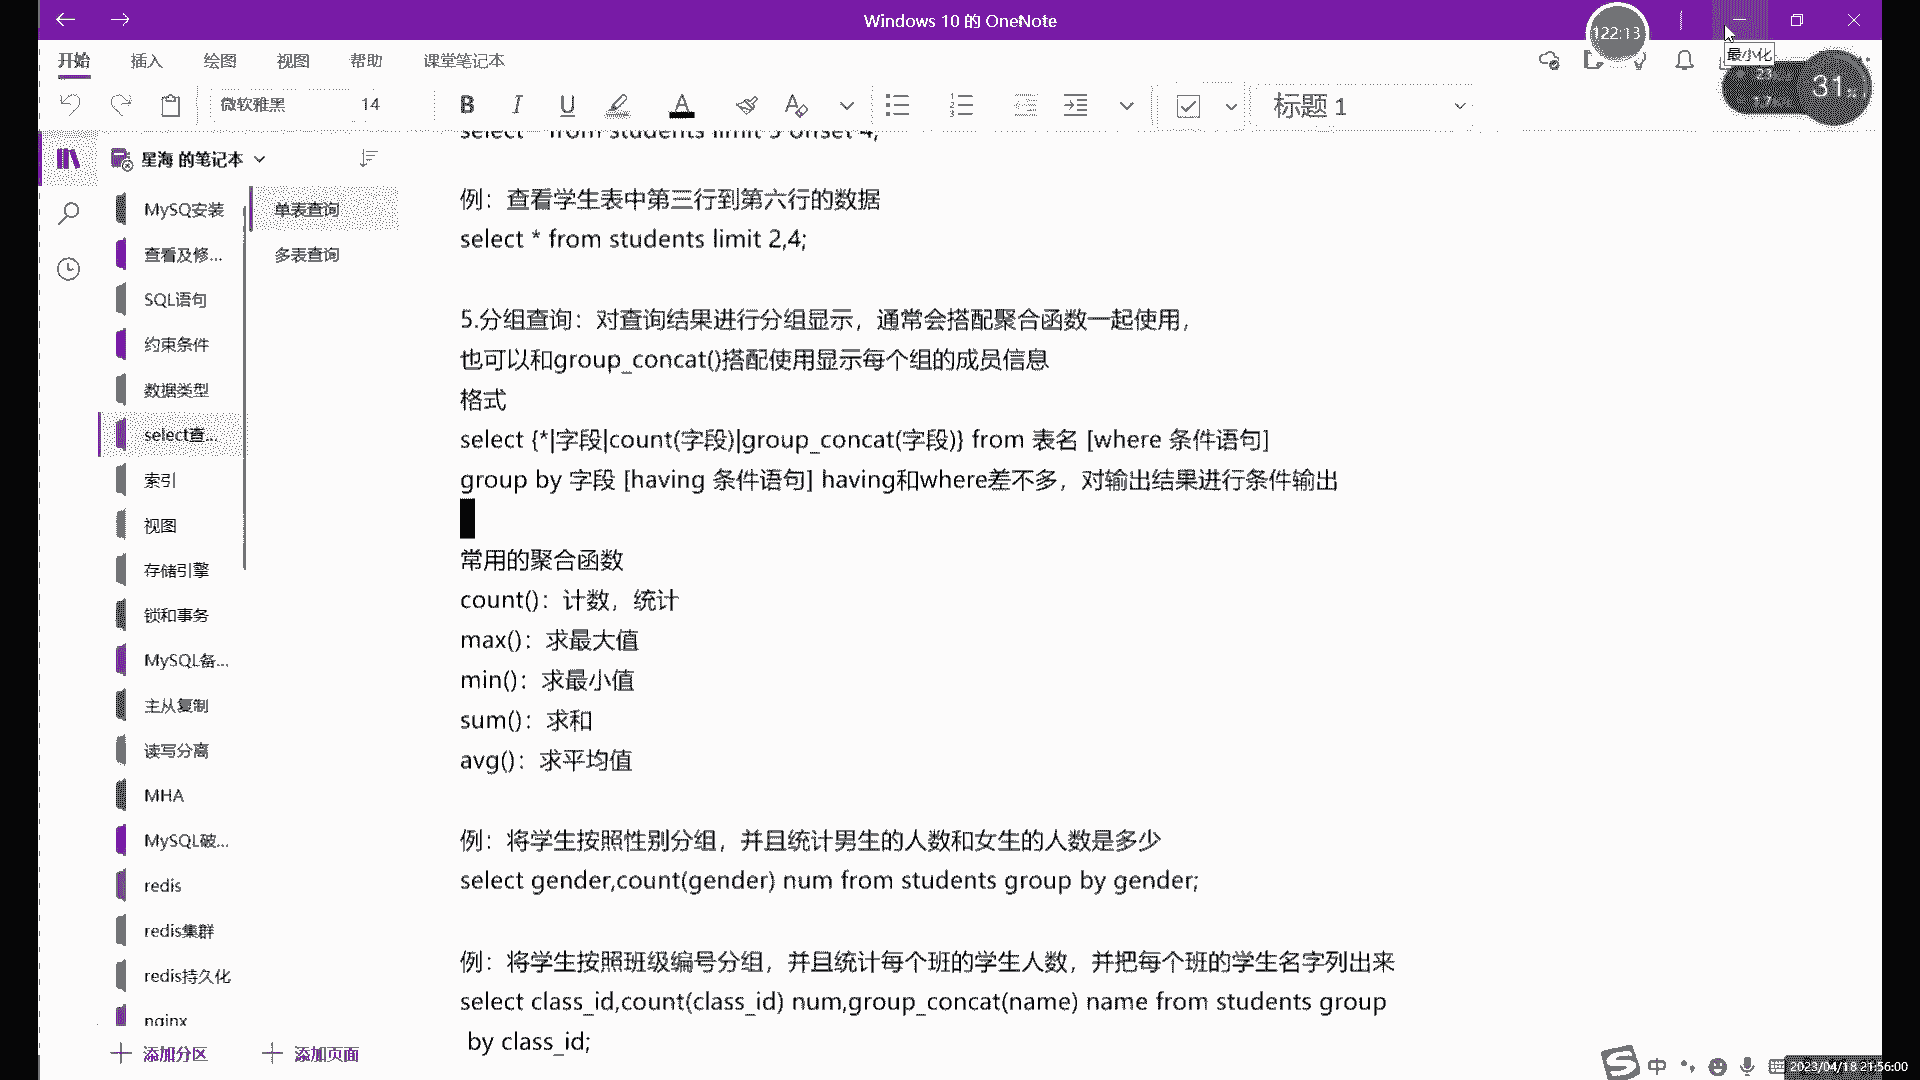 Windows 10 的 OneNote
122:13
最小化
开始 插入 绘图 视图 帮助 课堂笔记本
23
1.7
31%
微软雅黑 14 B I U A 标题 1
星海 的笔记本
MySQ安装
查看及修...
SQL语句
约束条件
数据类型
select查...
索引
视图
存储引擎
锁和事务
MySQL备...
主从复制
读写分离
MHA
MySQL破...
redis
redis集群
redis持久化
nginx
添加分区
单表查询
多表查询
添加页面
select * from students limit 3 offset 4;
例：查看学生表中第三行到第六行的数据
select * from students limit 2,4;
5.分组查询：对查询结果进行分组显示，通常会搭配聚合函数一起使用，
也可以和group_concat()搭配使用显示每个组的成员信息
格式
select {*|字段|count(字段)|group_concat(字段)} from 表名 [where 条件语句]
group by 字段 [having 条件语句] having和where差不多，对输出结果进行条件输出
常用的聚合函数
count()：计数，统计
max()：求最大值
min()：求最小值
sum()：求和
avg()：求平均值
例：将学生按照性别分组，并且统计男生的人数和女生的人数是多少
select gender,count(gender) num from students group by gender;
例：将学生按照班级编号分组，并且统计每个班的学生人数，并把每个班的学生名字列出来
select class_id,count(class_id) num,group_concat(name) name from students group
by class_id;
中
2023/04/18 21:56:00